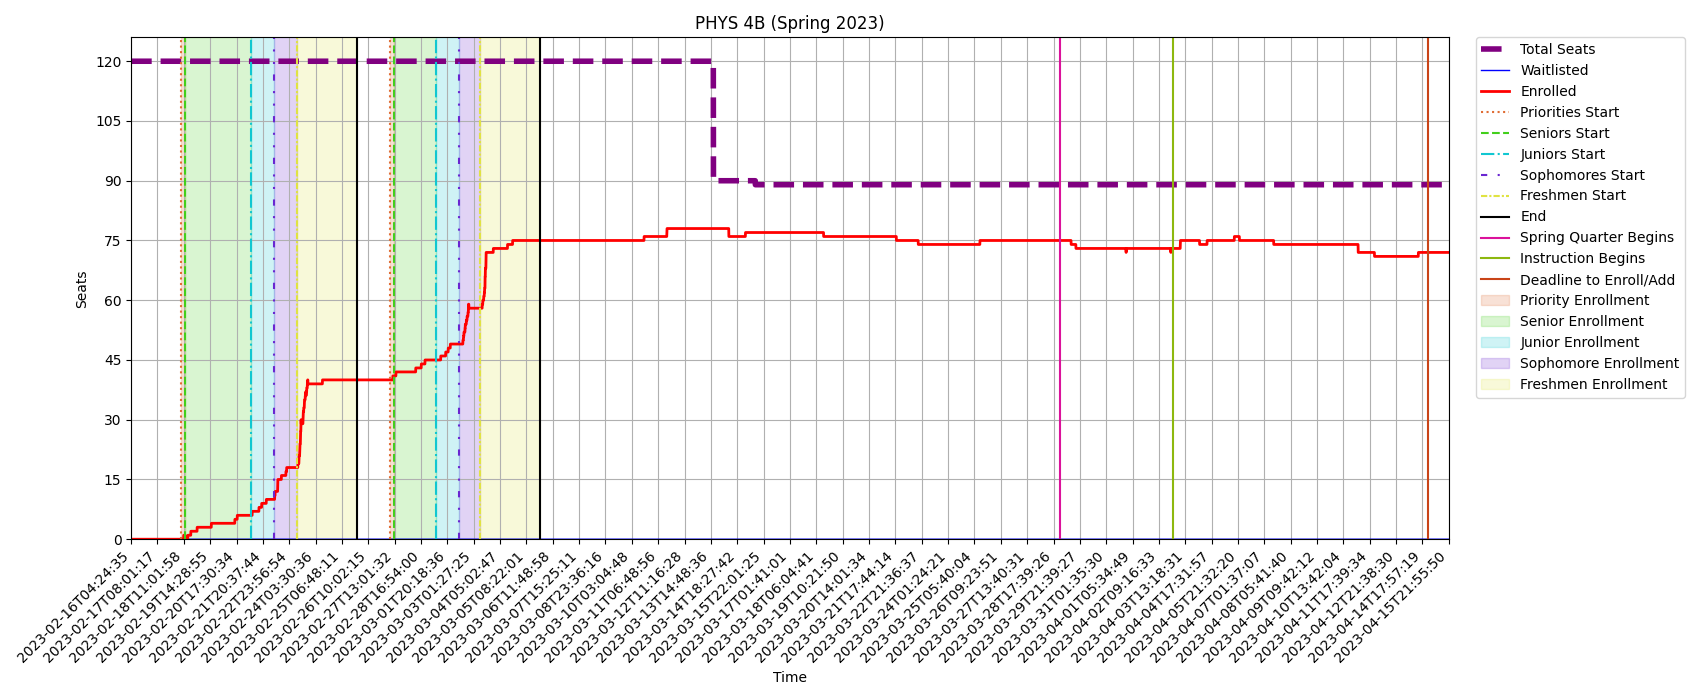 PHYS 4B (Spring 2023)
Seats
120
105
90
75
60
45
30
15
0
2023-02-16T04:24:35
2023-02-17T08:01:17
2023-02-18T11:01:58
2023-02-19T14:28:55
2023-02-20T17:30:34
2023-02-21T20:37:44
2023-02-22T23:56:54
2023-02-24T03:30:36
2023-02-25T06:48:11
2023-02-26T10:02:15
2023-02-27T13:01:32
2023-02-28T16:54:00
2023-03-01T20:18:36
2023-03-03T01:27:25
2023-03-04T05:02:47
2023-03-05T08:22:01
2023-03-06T11:48:58
2023-03-07T15:25:11
2023-03-08T23:36:16
2023-03-10T03:04:48
2023-03-11T06:48:56
2023-03-12T11:16:28
2023-03-13T14:48:36
2023-03-14T18:27:42
2023-03-15T22:01:25
2023-03-17T01:41:01
2023-03-18T06:04:41
2023-03-19T10:21:50
2023-03-20T14:01:34
2023-03-21T17:44:14
2023-03-22T21:36:37
2023-03-24T01:24:21
2023-03-25T05:40:04
2023-03-26T09:23:51
2023-03-27T13:40:31
2023-03-28T17:39:26
2023-03-29T21:39:27
2023-03-31T01:35:30
2023-04-01T05:34:49
2023-04-02T09:16:33
2023-04-03T13:18:31
2023-04-04T17:31:57
2023-04-05T21:32:20
2023-04-07T01:37:07
2023-04-08T05:41:40
2023-04-09T09:42:12
2023-04-10T13:42:04
2023-04-11T17:39:34
2023-04-12T21:38:30
2023-04-14T17:57:19
2023-04-15T21:55:50
Time
Total Seats
Waitlisted
Enrolled
Priorities Start
Seniors Start
Juniors Start
Sophomores Start
Freshmen Start
End
Spring Quarter Begins
Instruction Begins
Deadline to Enroll/Add
Priority Enrollment
Senior Enrollment
Junior Enrollment
Sophomore Enrollment
Freshmen Enrollment